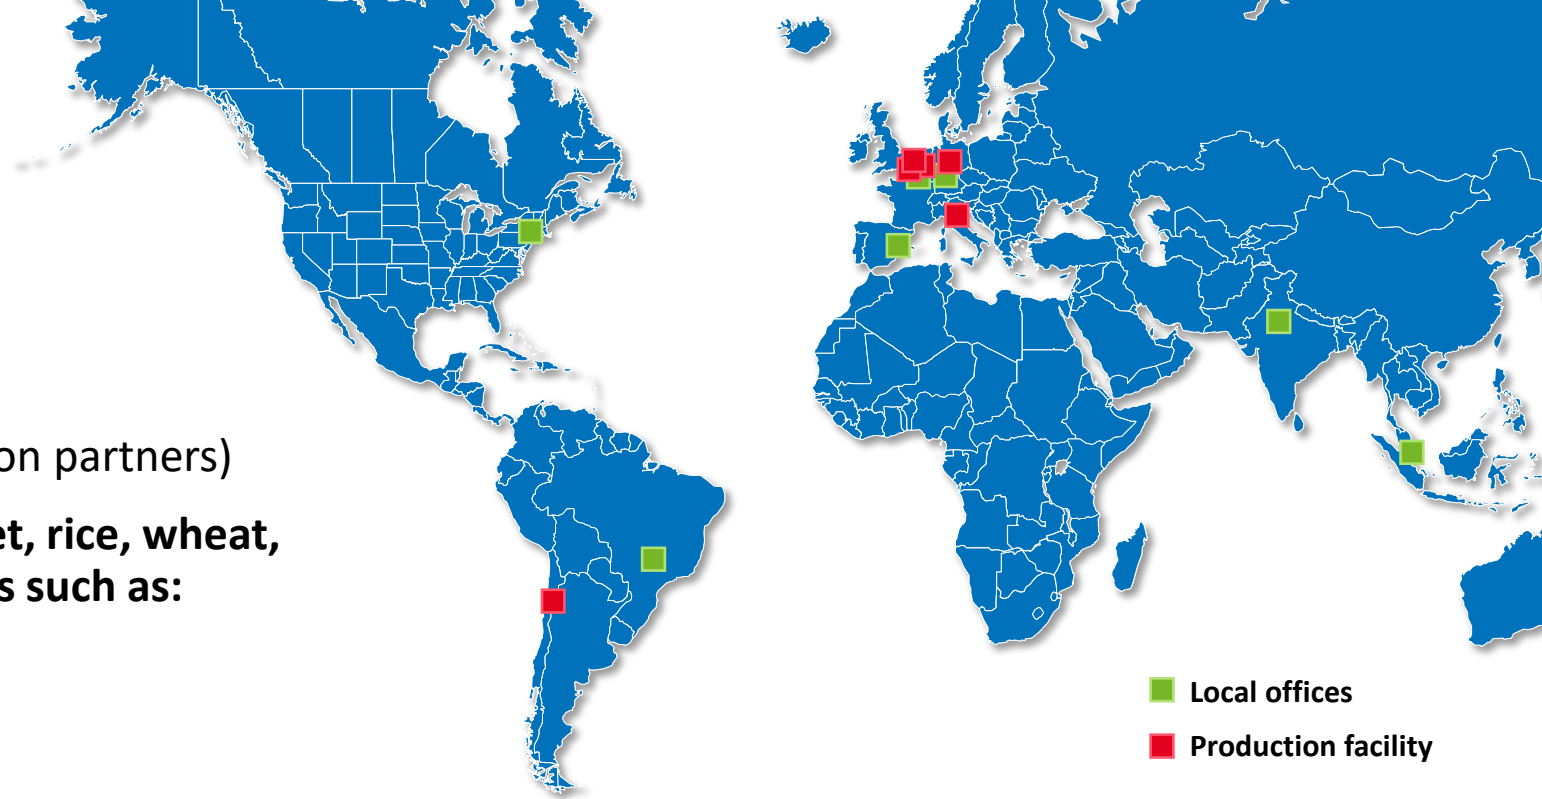 on partners)
et, rice, wheat,
s such as:
Local offices
Production facility